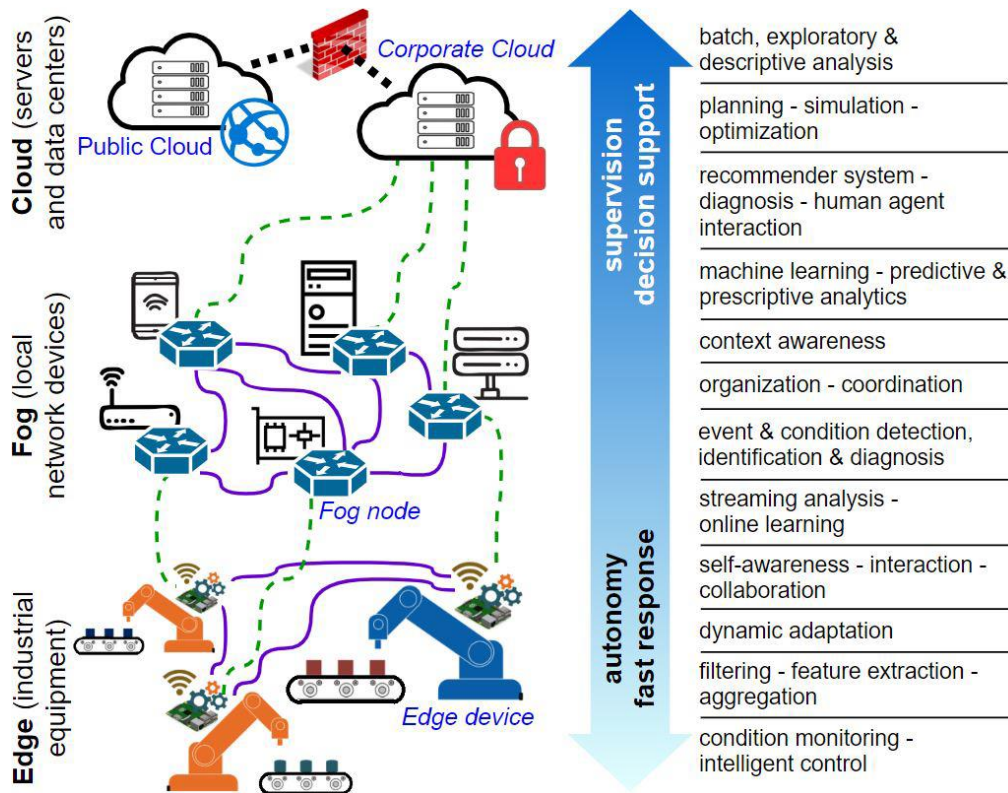 Cloud (servers
and data centers)
Public Cloud
Corporate Cloud
Fog (local
network devices)
Fog node
Edge (industrial
equipment)
Edge device
supervision
decision support
autonomy
fast response
batch, exploratory &
descriptive analysis
planning - simulation -
optimization
recommender system -
diagnosis - human agent
interaction
machine learning - predictive &
prescriptive analytics
context awareness
organization - coordination
event & condition detection,
identification & diagnosis
streaming analysis -
online learning
self-awareness - interaction -
collaboration
dynamic adaptation
filtering - feature extraction -
aggregation
condition monitoring -
intelligent control